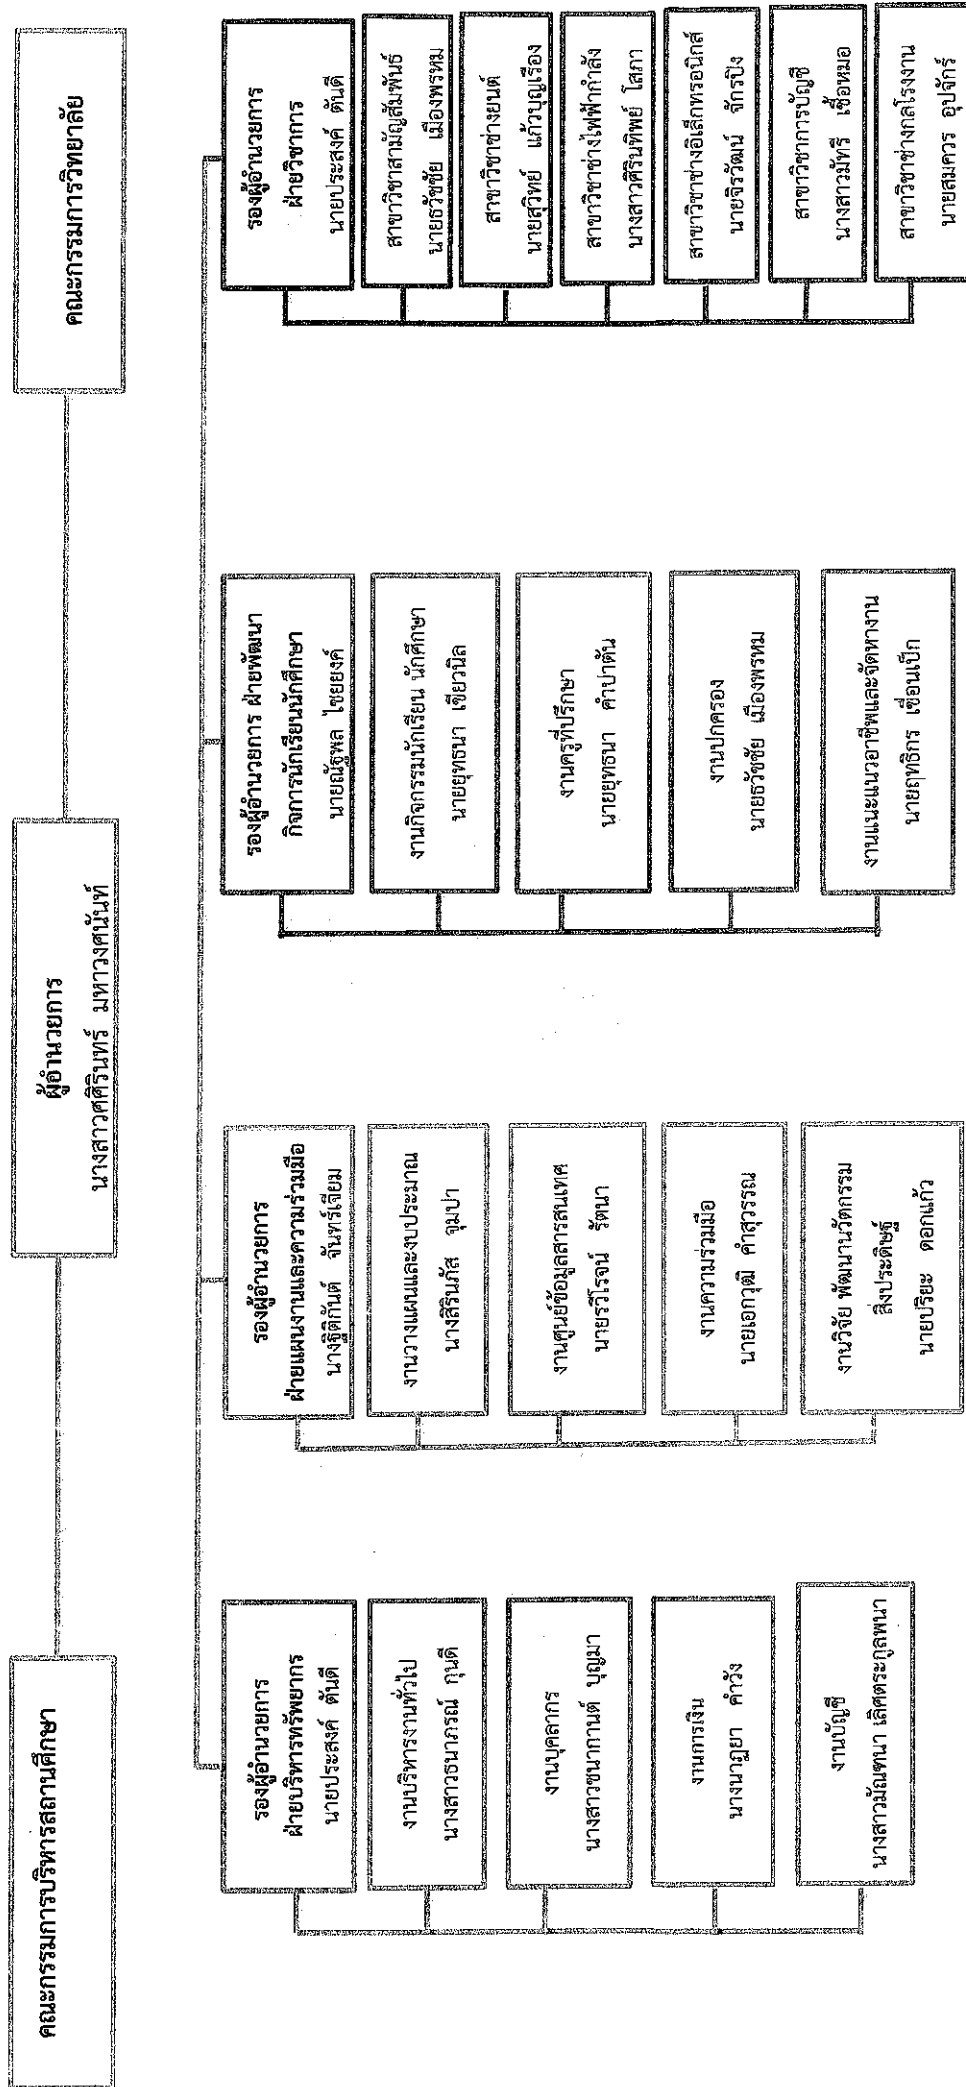 คณะกรรมการบริหารสถานศึกษา
ผู้อำนวยการ
นางสาวศศิรินทร์ มหาวงศนันท์
คณะกรรมการวิทยาลัย
รองผู้อำนวยการ
ฝ่ายบริหารทรัพยากร
นายประสงค์ ตันดี
งานบริหารงานทั่วไป
นางสาวธนาภรณ์ กุนดี
งานบุคลากร
นางสาวชนากานต์ บุญมา
งานการเงิน
นางนาฏยา คำวัง
งานบัญชี
นางสาวมัณฑนา เลิศตระกูลพนา
รองผู้อำนวยการ
ฝ่ายแผนงานและความร่วมมือ
นางฐิติกันต์ จันทร์เจียม
งานวางแผนและงบประมาณ
นางสิรินภัส จุมปา
งานศูนย์ข้อมูลสารสนเทศ
นายรวีโรจน์ รัตนา
งานความร่วมมือ
นายเอกวุฒิ คำสุวรรณ
งานวิจัย พัฒนานวัตกรรม
สิ่งประดิษฐ์
นายปริยะ ดอกแก้ว
รองผู้อำนวยการ ฝ่ายพัฒนา
กิจการนักเรียนนักศึกษา
นายณัฐพล ไชยยงค์
งานกิจกรรมนักเรียน นักศึกษา
นายยุทธนา เขียวนิล
งานครูที่ปรึกษา
นายยุทธนา คำปาตัน
งานปกครอง
นายธวัชชัย เมืองพรหม
งานแนะแนวอาชีพและจัดหางาน
นายฤทธิกร เขื่อนเป็ก
รองผู้อำนวยการ
ฝ่ายวิชาการ
นายประสงค์ ตันดี
สาขาวิชาสามัญสัมพันธ์
นายธวัชชัย เมืองพรหม
สาขาวิชาช่างยนต์
นายสุวิทย์ แก้วบุญเรือง
สาขาวิชาช่างไฟฟ้ากำลัง
นางสาวศิรินทิพย์ โสภา
สาขาวิชาช่างอิเล็กทรอนิกส์
นายจิรวัฒน์ จักรปิง
สาขาวิชาการบัญชี
นางสาวมัทรี เชื้อหมอ
สาขาวิชาช่างกลโรงงาน
นายสมควร อุปจักร์